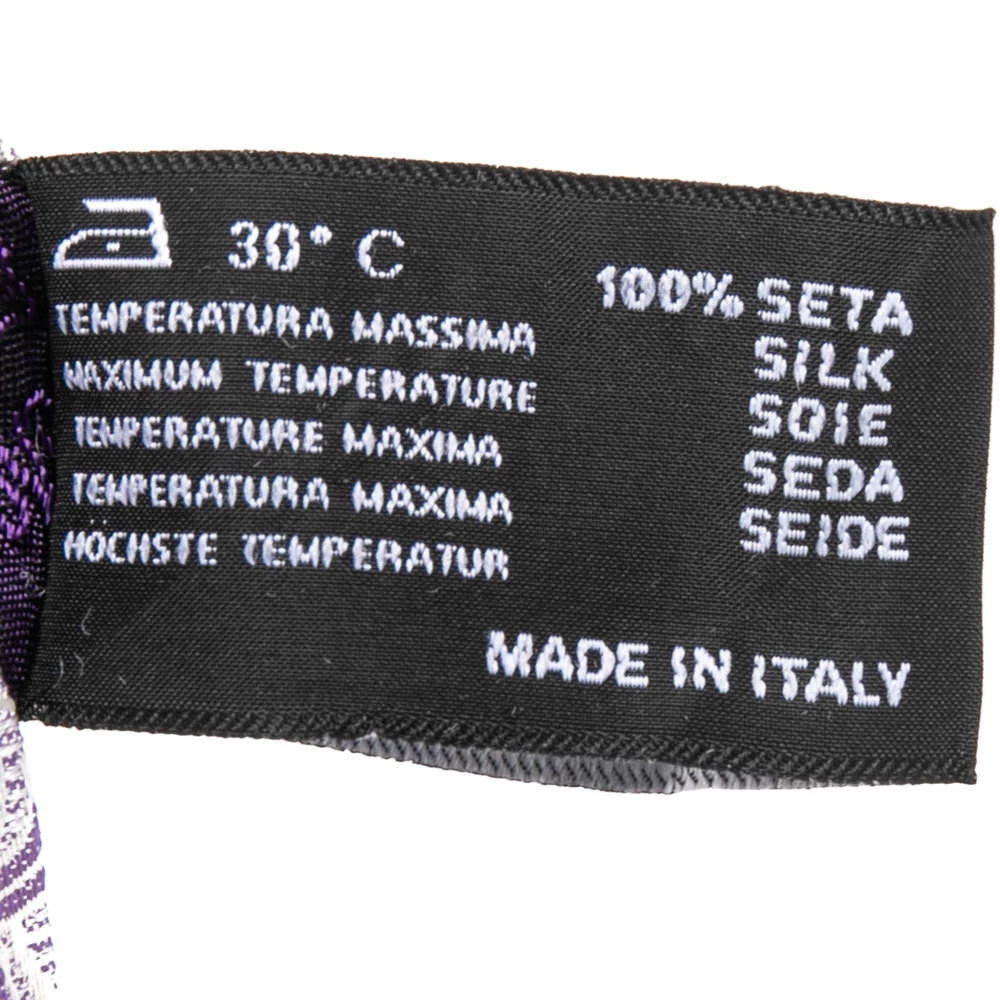 30° C
TEMPERATURA MASSIMA
MAXIMUM TEMPERATURE
TEMPERATURE MAXIMA
TEMPERATURA MAXIMA
HÖCHSTE TEMPERATUR
100% SETA
SILK
SOIE
SEDA
SEIDE
MADE IN ITALY